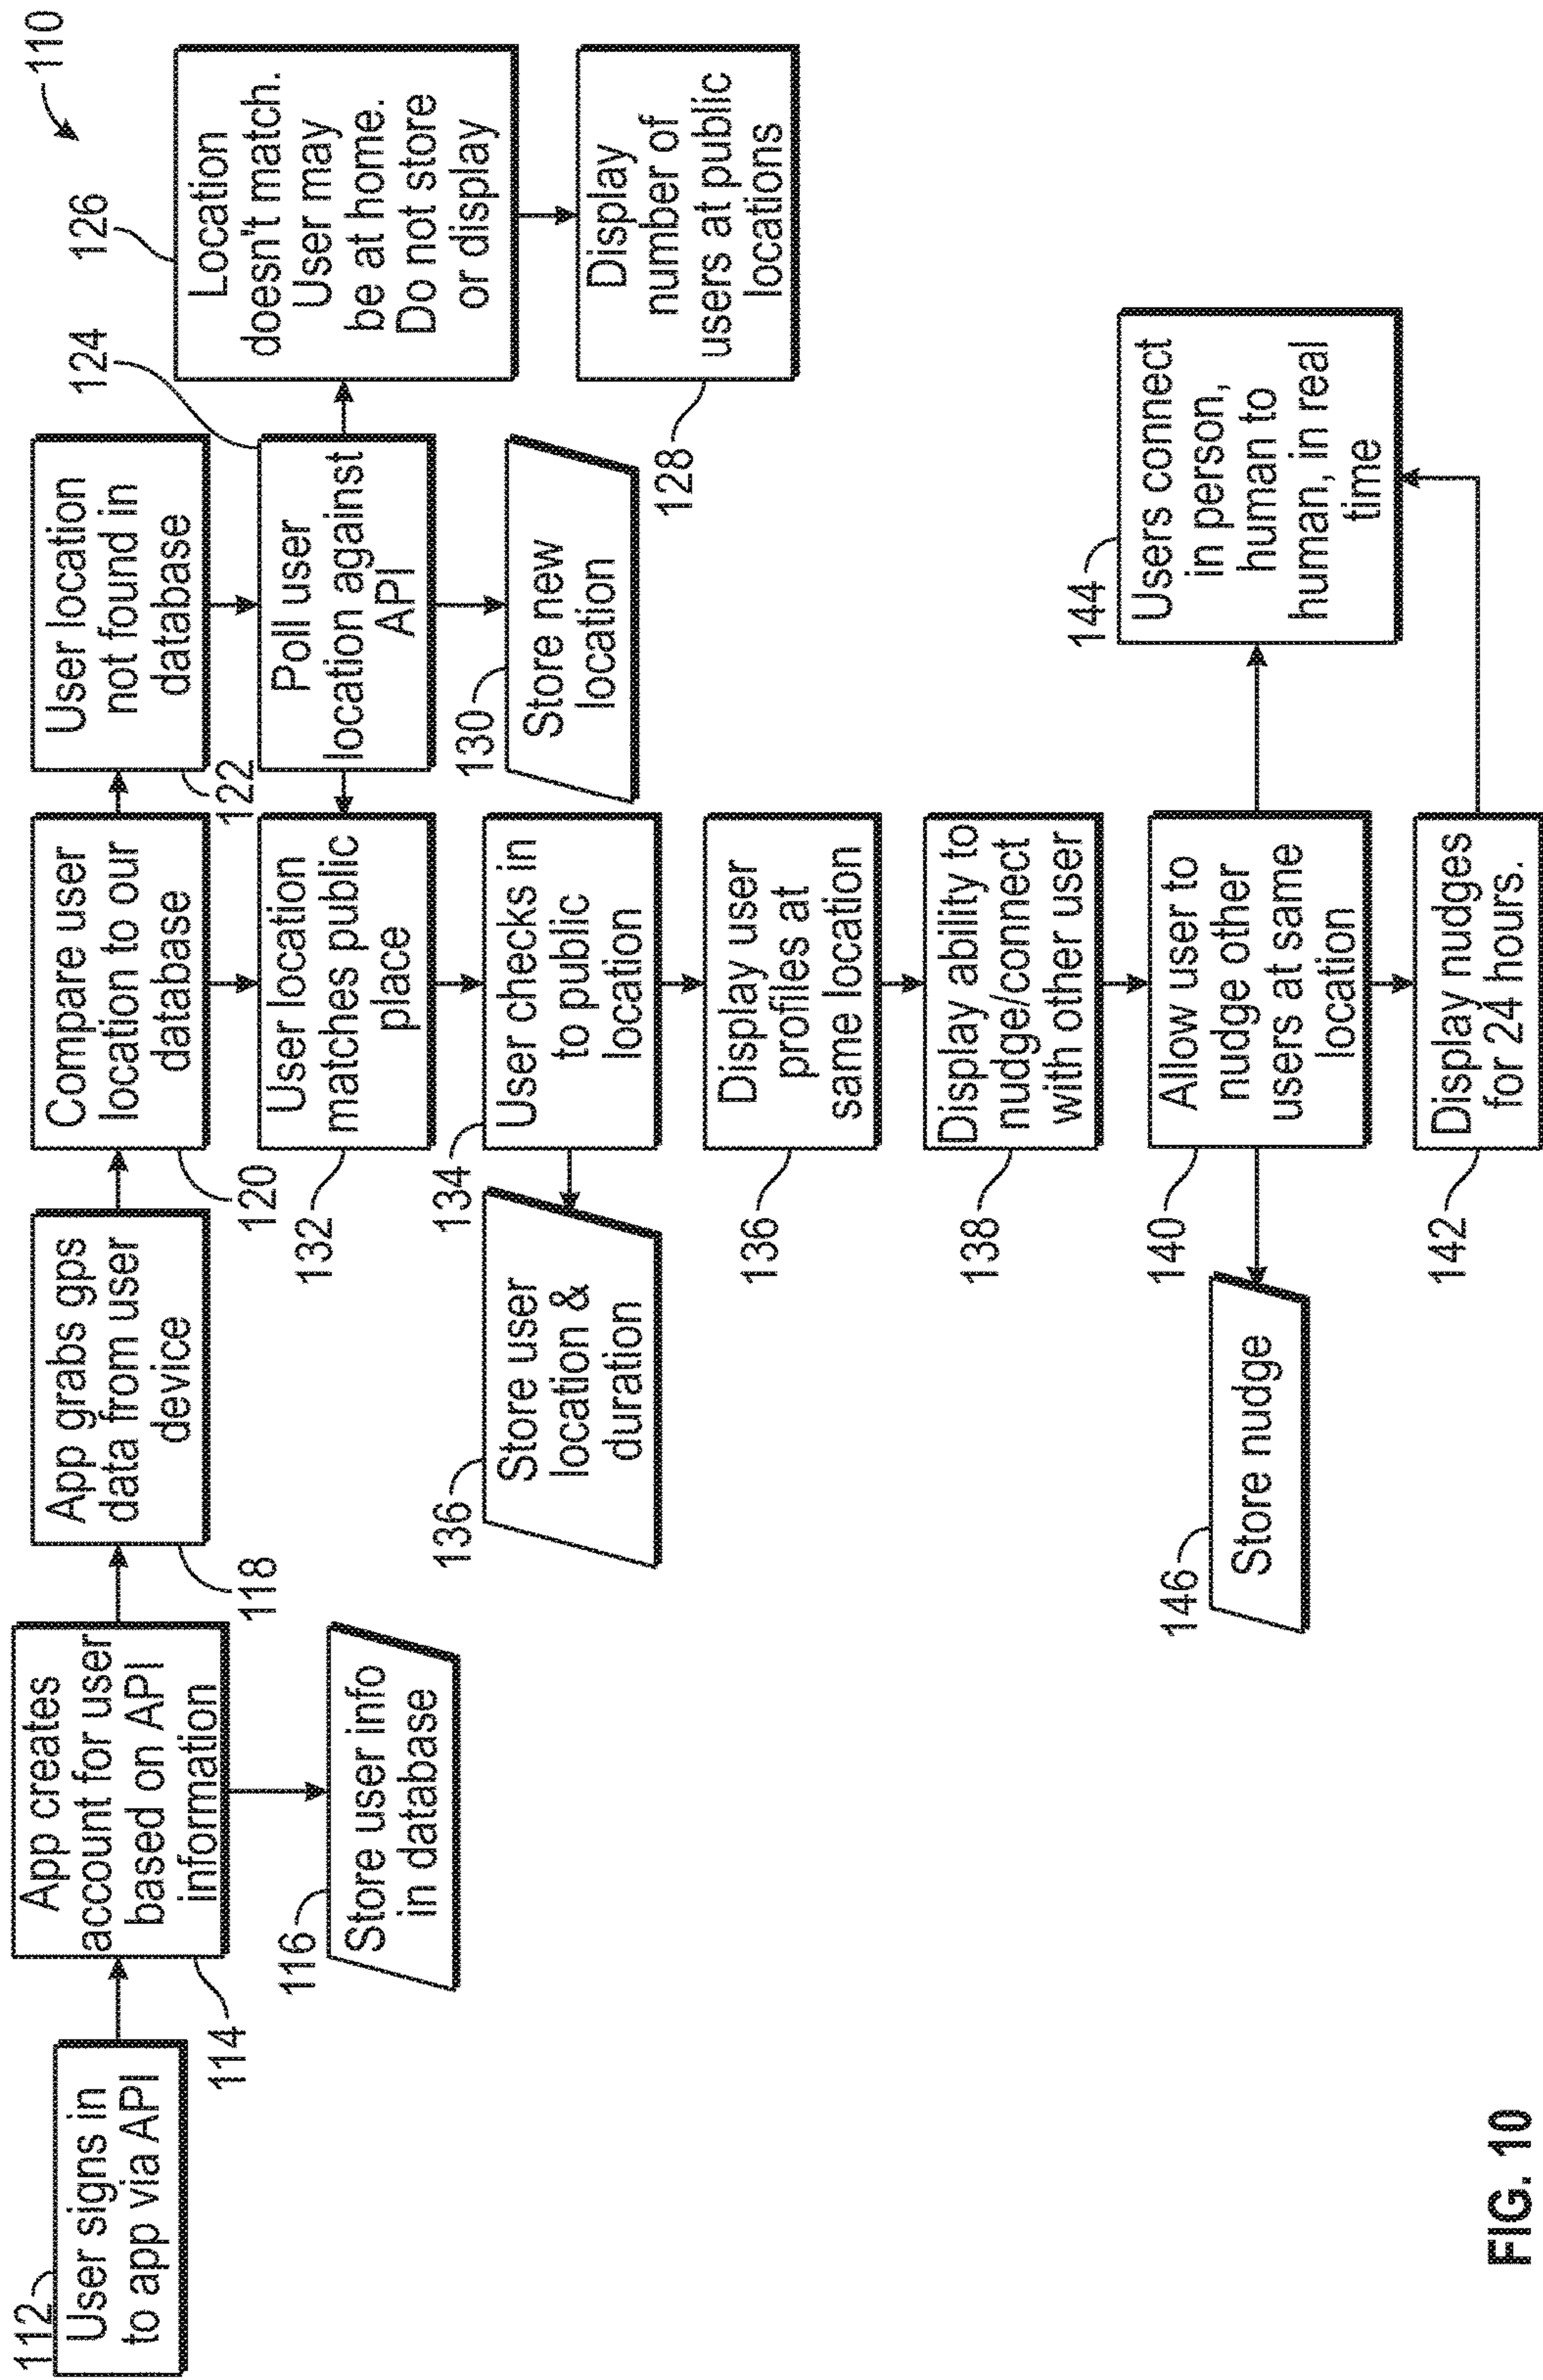 110
112
User signs in
to app via API
114
App creates
account for user
based on API
information
116
Store user info
in database
118
App grabs gps
data from user
device
120
Compare user
location to our
database
122
User location
not found in
database
124
Poll user
location against
API
126
Location
doesn't match.
User may
be at home.
Do not store
or display
128
Display
number of
users at public
locations
130
Store new
location
132
User location
matches public
place
134
User checks in
to public
location
136
Store user
location &
duration
136
Display user
profiles at
same location
138
Display ability to
nudge/connect
with other user
140
Allow user to
nudge other
users at same
location
146
Store nudge
142
Display nudges
for 24 hours.
144
Users connect
in person,
human to
human, in real
time
FIG. 10